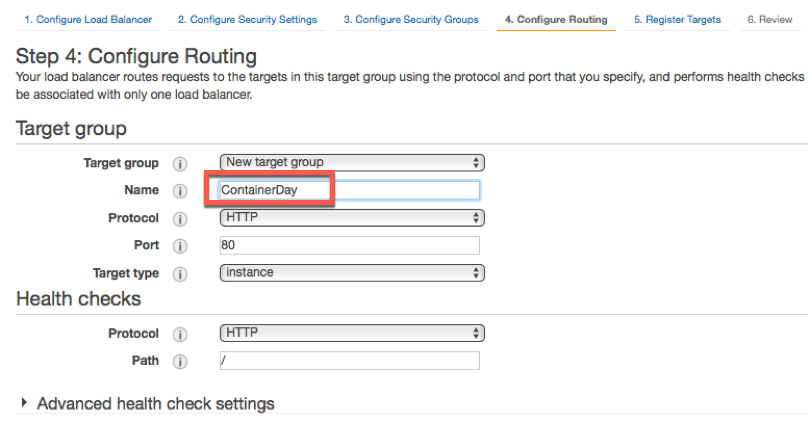 1. Configure Load Balancer 2. Configure Security Settings 3. Configure Security Groups 4. Configure Routing 5. Register Targets 6. Review
Step 4: Configure Routing
Your load balancer routes requests to the targets in this target group using the protocol and port that you specify, and performs health checks
be associated with only one load balancer.
Target group
Target group i New target group
Name i ContainerDay
Protocol i HTTP
Port i 80
Target type i instance
Health checks
Protocol i HTTP
Path i /
Advanced health check settings